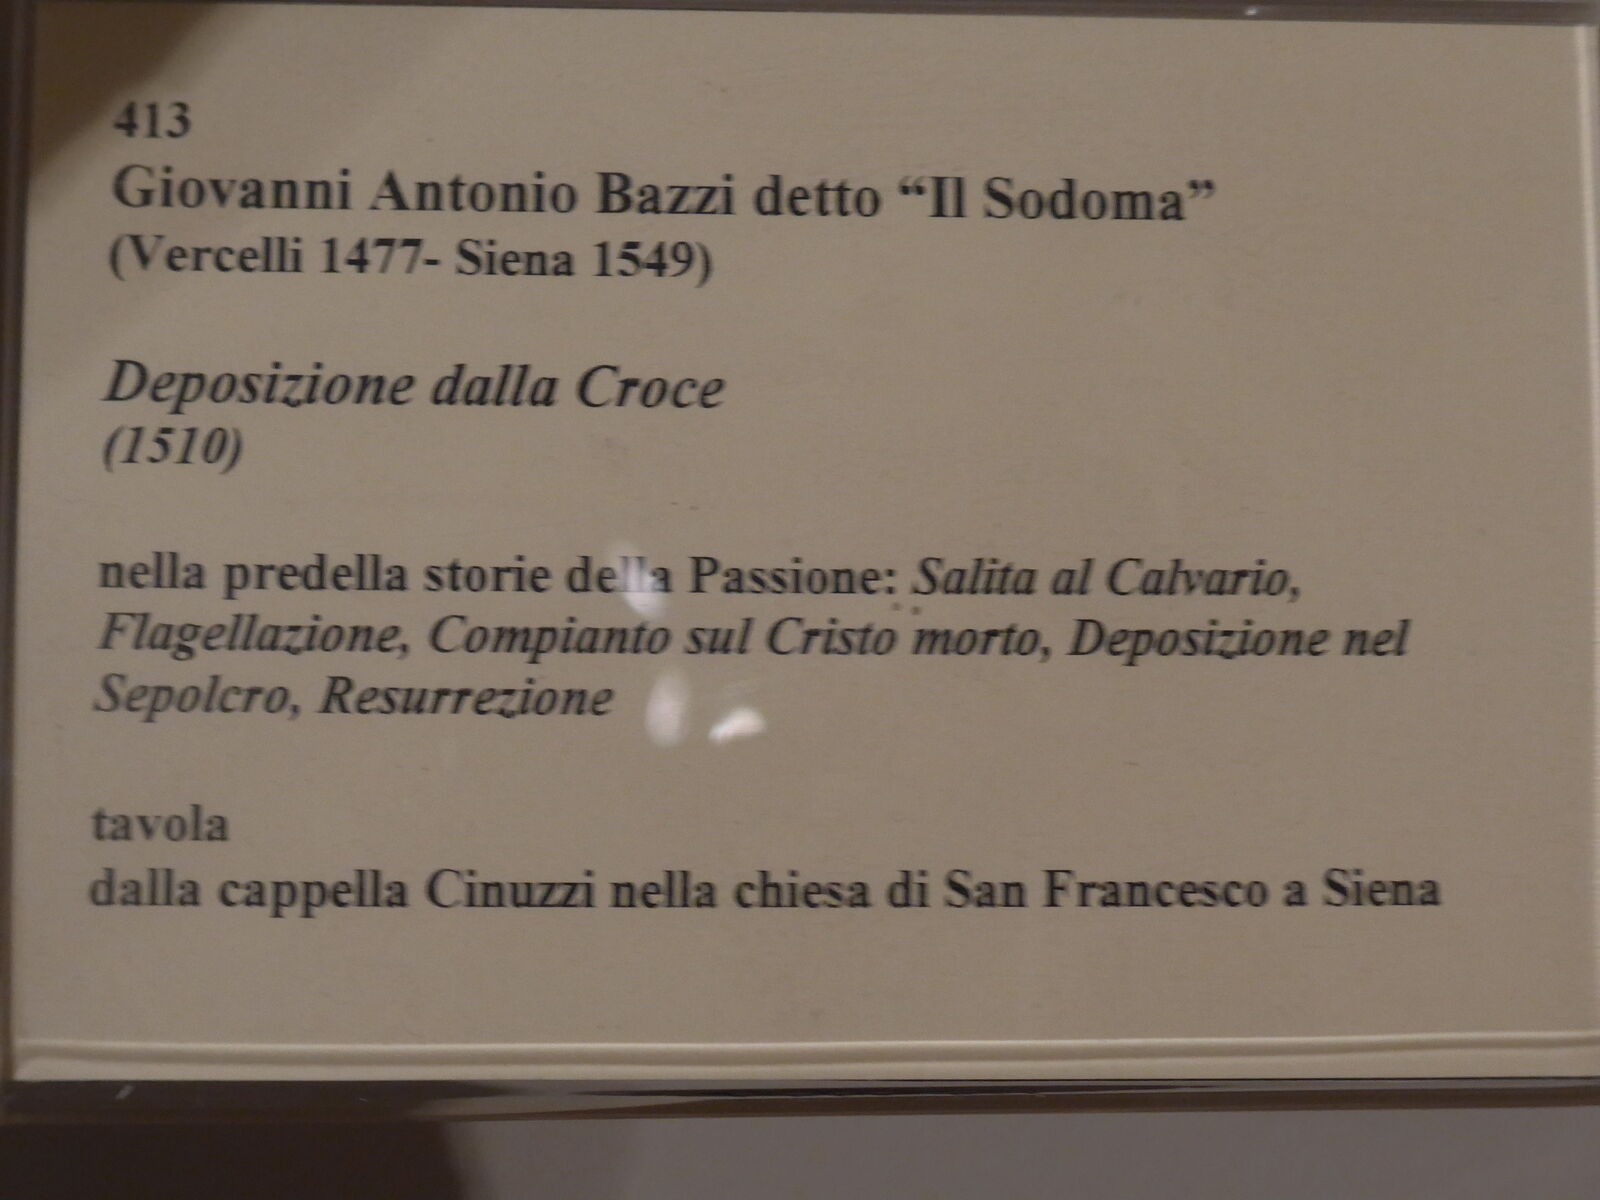 413
Giovanni Antonio Bazzi detto “Il Sodoma”
(Vercelli 1477- Siena 1549)
Deposizione dalla Croce
(1510)
nella predella storie della Passione: Salita al Calvario,
Flagellazione, Compianto sul Cristo morto, Deposizione nel
Sepolcro, Resurrezione
tavola
dalla cappella Cinuzzi nella chiesa di San Francesco a Siena